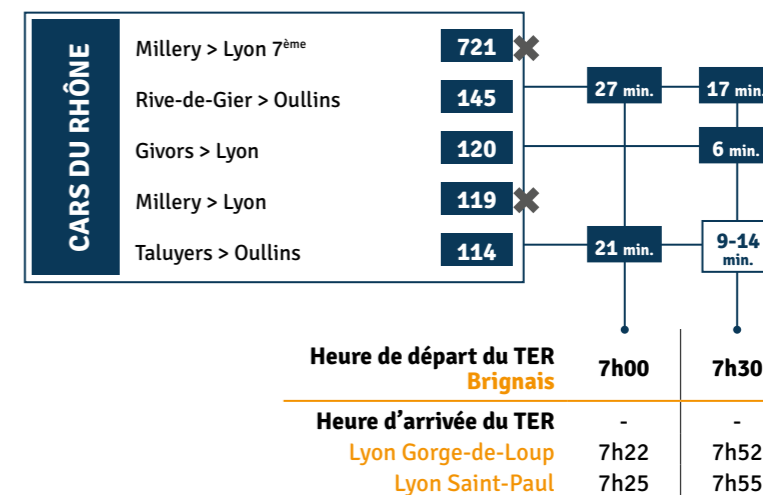 CARS DU RHÔNE
Millery > Lyon 7ème 721
Rive-de-Gier > Oullins 145 27 min. 17 min.
Givors > Lyon 120 6 min.
Millery > Lyon 119
Taluyers > Oullins 114 21 min. 9-14 min.
Heure de départ du TER
Brignais 7h00 7h30
Heure d’arrivée du TER - -
Lyon Gorge-de-Loup 7h22 7h52
Lyon Saint-Paul 7h25 7h55